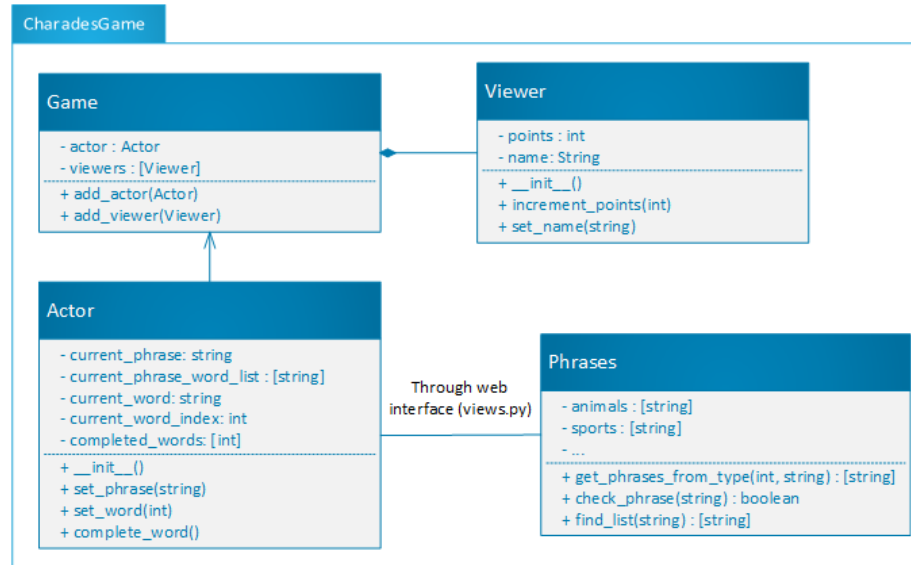 CharadesGame
Game
- actor : Actor
- viewers : [Viewer]
+ add_actor(Actor)
+ add_viewer(Viewer)
Viewer
- points : int
- name: String
+ __init__()
+ increment_points(int)
+ set_name(string)
Actor
- current_phrase: string
- current_phrase_word_list : [string]
- current_word: string
- current_word_index: int
- completed_words: [int]
+ __init__()
+ set_phrase(string)
+ set_word(int)
+ complete_word()
Through web
interface (views.py)
Phrases
- animals : [string]
- sports : [string]
- ...
+ get_phrases_from_type(int, string) : [string]
+ check_phrase(string) : boolean
+ find_list(string) : [string]